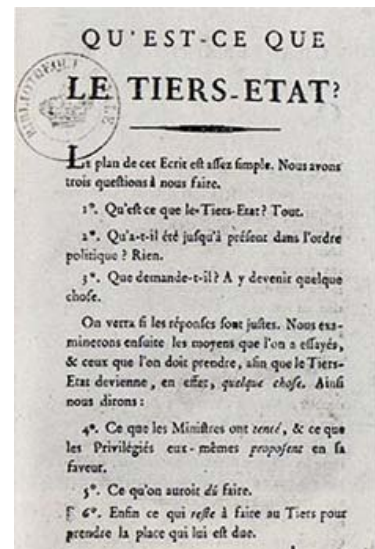 QU'EST-CE QUE
LE TIERS-ETAT?
BIBLIOTHEQUE
Le plan de cet Ecrit est assez simple. Nous avons
trois questions à nous faire.
1°. Qu'est ce que le-Tiers-Etat? Tout.
2°. Qu'a-t-il été jusqu'à présent dans l'ordre
politique ? Rien.
3°. Que demande-t-il? A y devenir quelque
chose.
On verra si les réponses sont justes. Nous exa-
minerons ensuite les moyens que l'on a essayés,
& ceux que l'on doit prendre, afin que le Tiers-
Etat devienne, en effet, quelque chose. Ainsi
nous dirons :
4°. Ce que les Ministres ont tenté, & ce que
les Privilégiés eux-mêmes proposent en sa
faveur.
5°. Ce qu'on auroit dû faire.
6°. Enfin ce qui reste à faire au Tiers pour
prendre la place qui lui est due.